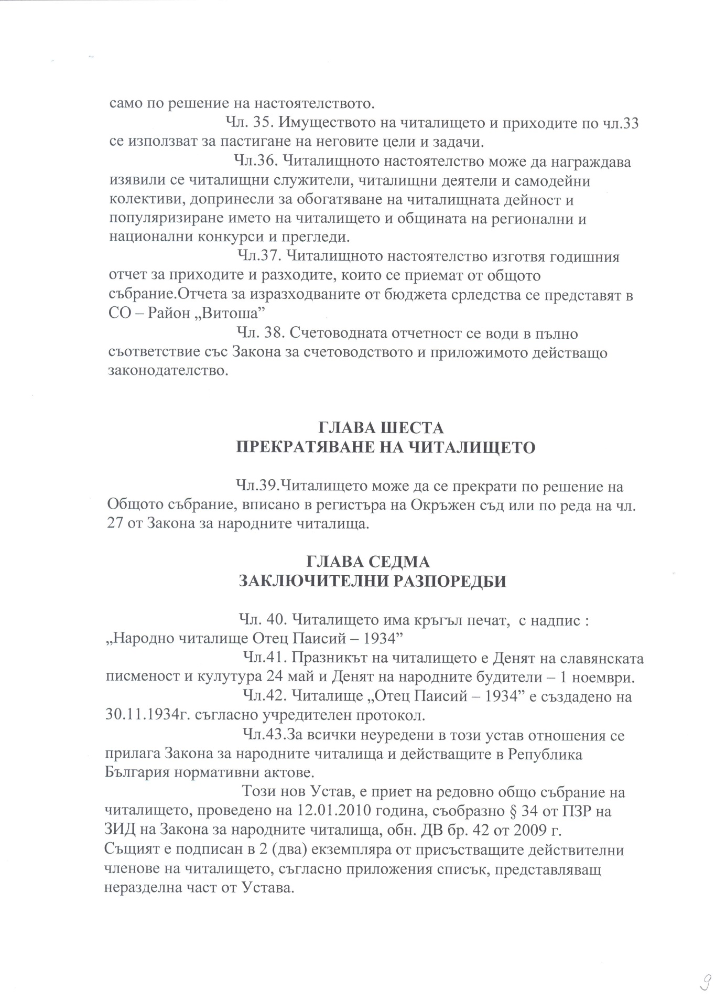 само по решение на настоятелството.
Чл. 35. Имуществото на читалището и приходите по чл.33
се използват за пастигане на неговите цели и задачи.
Чл.36. Читалищното настоятелство може да награждава
изявили се читалищни служители, читалищни деятели и самодейни
колективи, допринесли за обогатяване на читалищната дейност и
популяризиране името на читалището и общината на регионални и
национални конкурси и прегледи.
Чл.37. Читалищното настоятелство изготвя годишния
отчет за приходите и разходите, които се приемат от общото
събрание.Отчета за изразходваните от бюджета срледства се представят в
СО – Район „Витоша”
Чл. 38. Счетоводната отчетност се води в пълно
съответствие със Закона за счетоводството и приложимото действащо
законодателство.
ГЛАВА ШЕСТА
ПРЕКРАТЯВАНЕ НА ЧИТАЛИЩЕТО
Чл.39.Читалището може да се прекрати по решение на
Общото събрание, вписано в регистъра на Окръжен съд или по реда на чл.
27 от Закона за народните читалища.
ГЛАВА СЕДМА
ЗАКЛЮЧИТЕЛНИ РАЗПОРЕДБИ
Чл. 40. Читалището има кръгъл печат,  с надпис :
„Народно читалище Отец Паисий – 1934”
Чл.41. Празникът на читалището е Денят на славянската
писменост и кулутура 24 май и Денят на народните будители – 1 ноември.
Чл.42. Читалище „Отец Паисий – 1934” е създадено на
30.11.1934г. съгласно учредителен протокол.
Чл.43.За всички неуредени в този устав отношения се
прилага Закона за народните читалища и действащите в Република
България нормативни актове.
Този нов Устав, е приет на редовно общо събрание на
читалището, проведено на 12.01.2010 година, съобразно § 34 от ПЗР на
ЗИД на Закона за народните читалища, обн. ДВ бр. 42 от 2009 г.
Същият е подписан в 2 (два) екземпляра от присъстващите действителни
членове на читалището, съгласно приложения списък, представляващ
неразделна част от Устава.
9